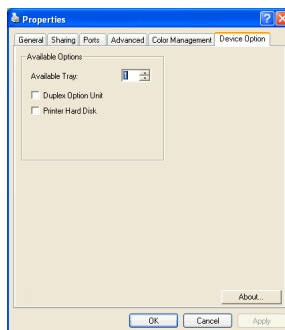 Properties
General Sharing Ports Advanced Color Management Device Option
Available Options
Available Tray: 1
Duplex Option Unit
Printer Hard Disk
About...
OK Cancel Apply